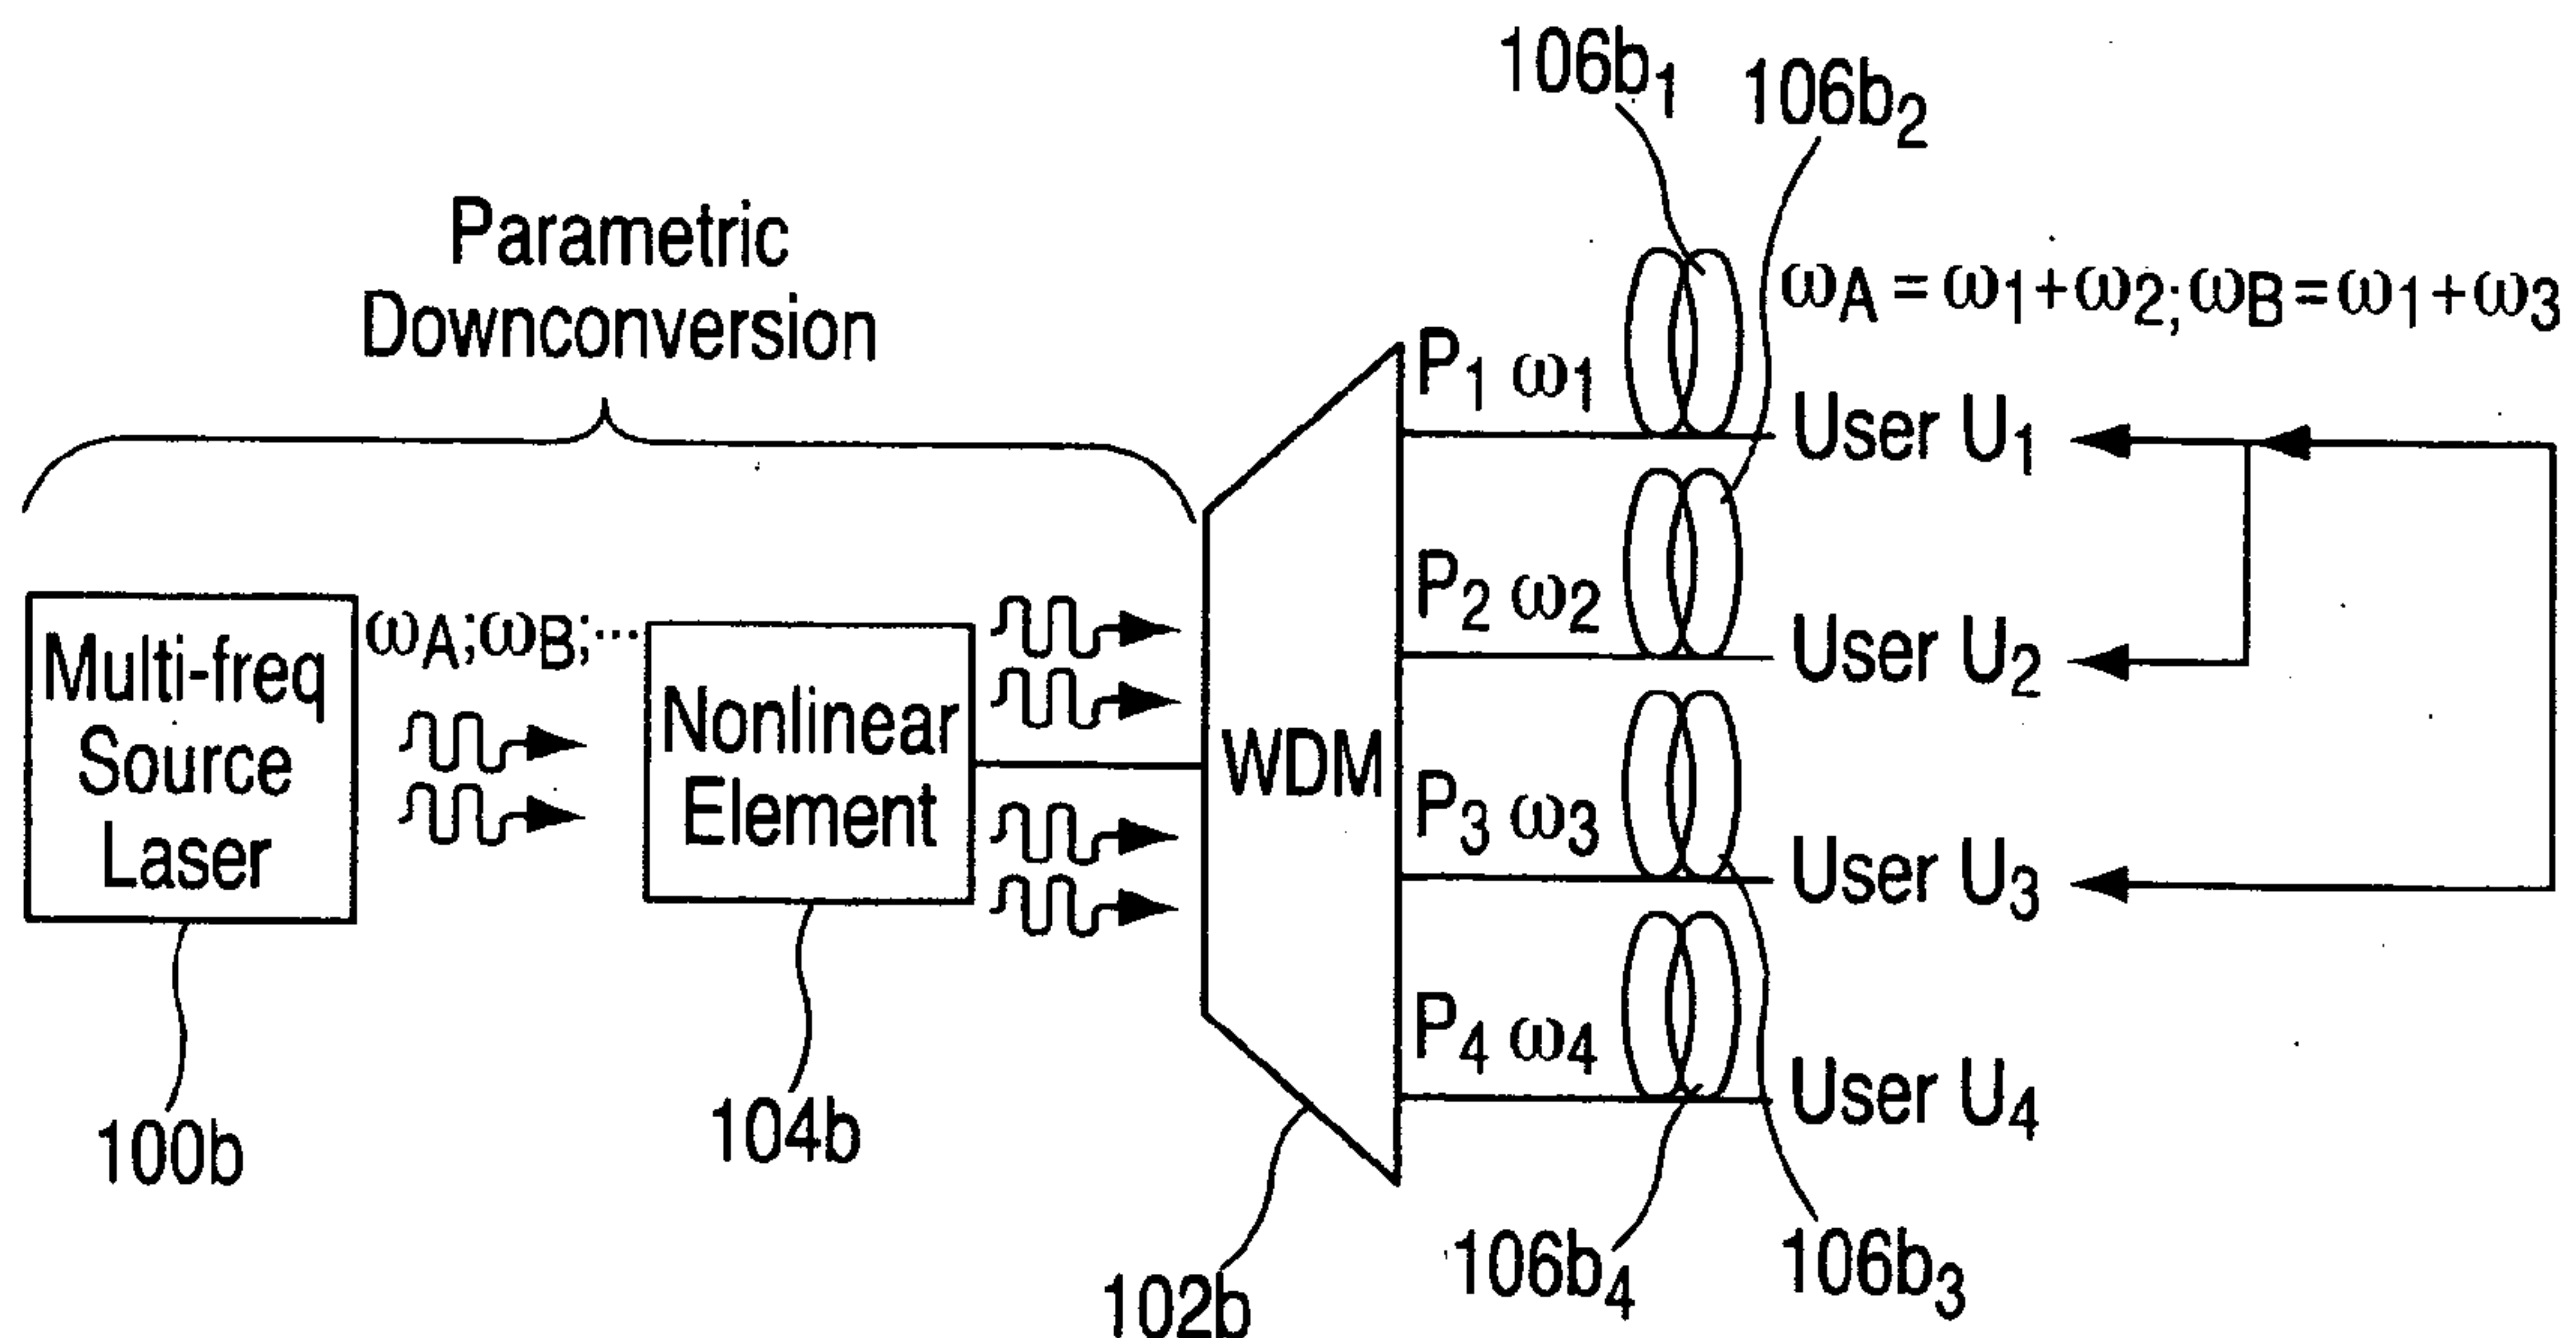 106b1
106b2
Parametric
Downconversion
ωA = ω1+ω2; ωB = ω1+ω3
P1 ω1
User U1
P2 ω2
User U2
Multi-freq
Source
Laser
ωA;ωB;...
Nonlinear
Element
WDM
P3 ω3
User U3
P4 ω4
User U4
100b
104b
102b
106b4
106b3